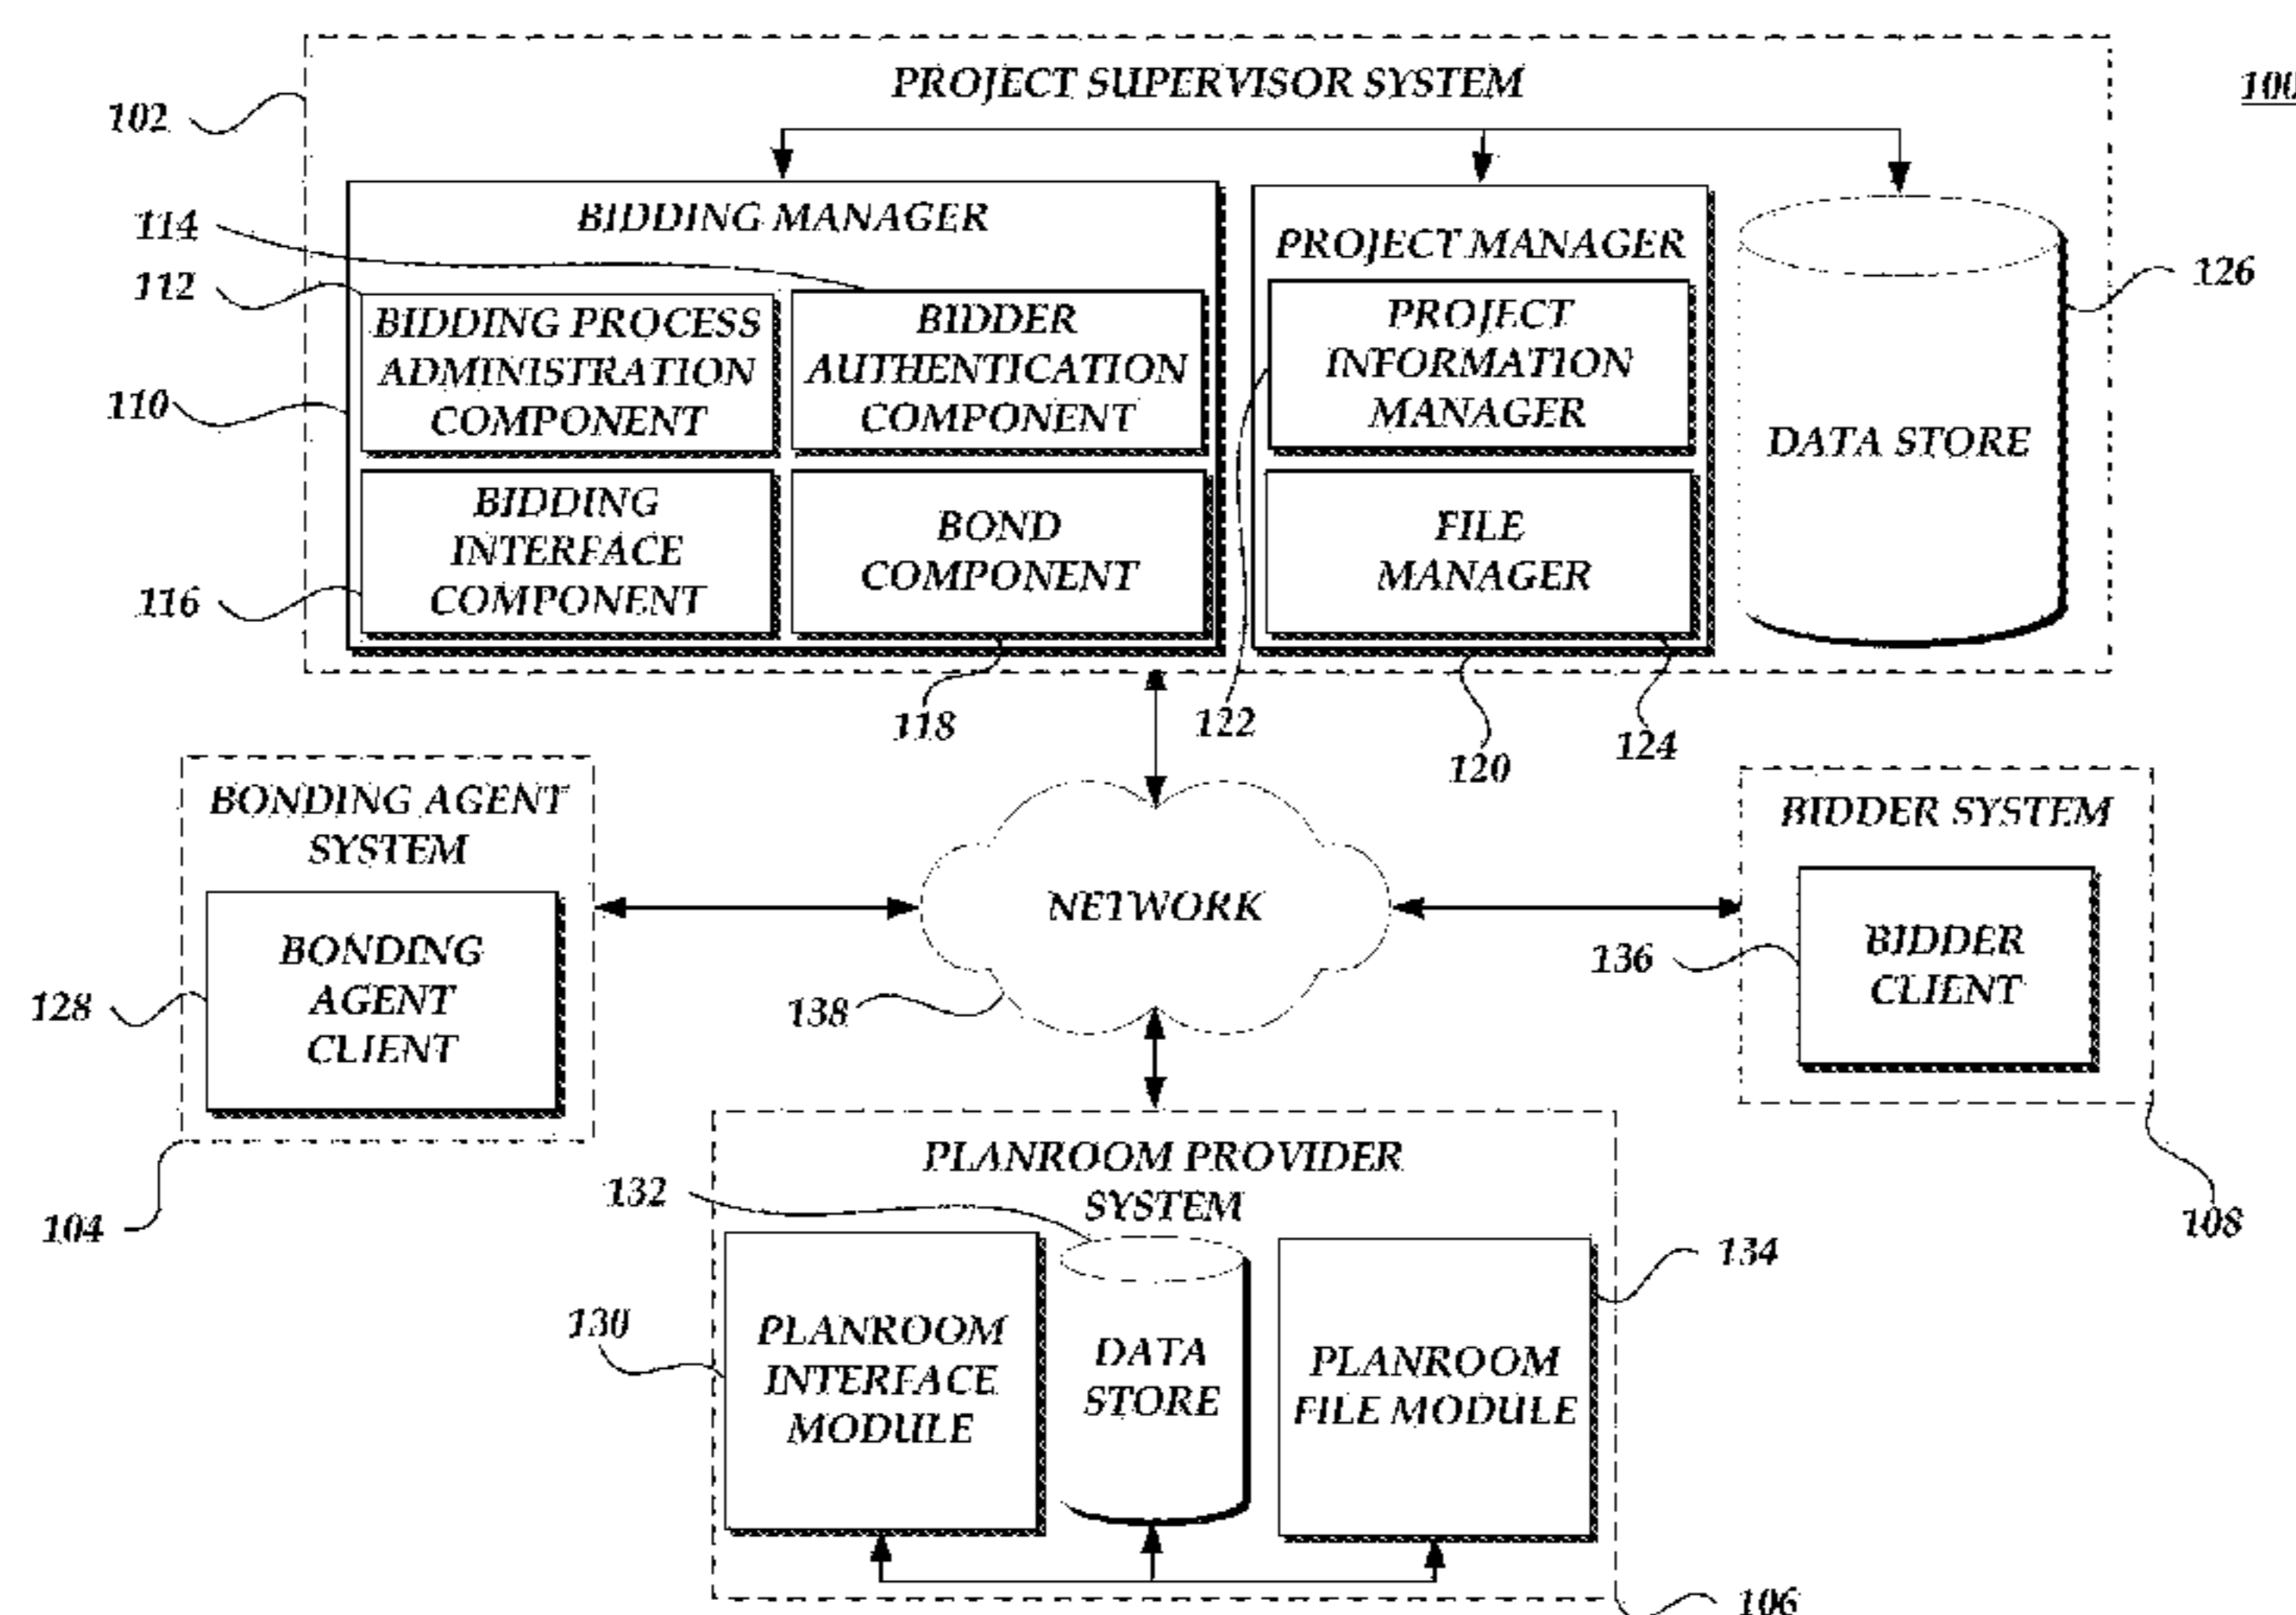 PROJECT SUPERVISOR SYSTEM
100
102
BIDDING MANAGER
114
PROJECT MANAGER
126
112
BIDDING PROCESS
ADMINISTRATION
COMPONENT
BIDDER
AUTHENTICATION
COMPONENT
PROJECT
INFORMATION
MANAGER
110
DATA STORE
BIDDING
INTERFACE
COMPONENT
BOND
COMPONENT
FILE
MANAGER
116
118
122
120
124
BONDING AGENT
SYSTEM
BIDDER SYSTEM
NETWORK
BONDING
AGENT
CLIENT
136
BIDDER
CLIENT
128
138
PLANROOM PROVIDER
SYSTEM
132
104
108
134
130
PLANROOM
INTERFACE
MODULE
DATA
STORE
PLANROOM
FILE MODULE
106